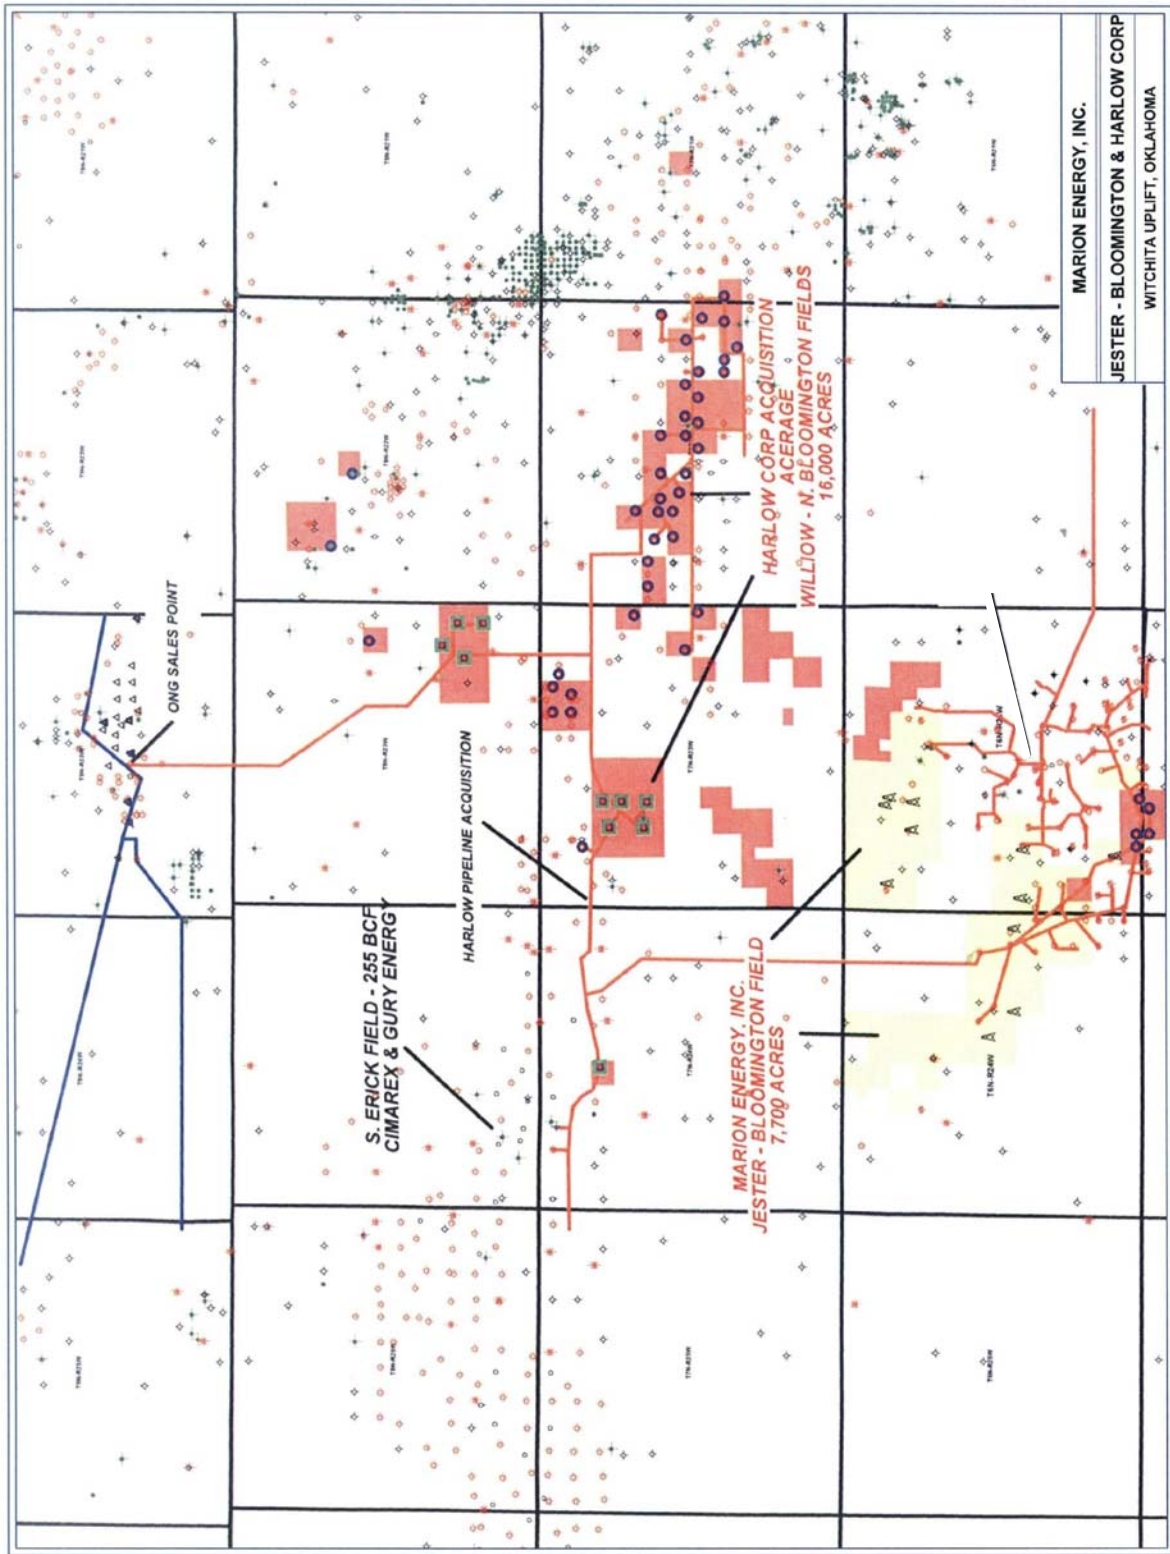 ONG SALES POINT
HARLOW PIPELINE ACQUISITION
S. ERICK FIELD - 255 BCF
CIMAREX & GURY ENERGY
HARLOW CORP ACQUISITION
ACERAGE
WILLIOW - N. BLOOMINGTON FIELDS
16,000 ACRES
MARION ENERGY, INC.
JESTER - BLOOMINGTON FIELD
7,700 ACRES
T6N-R24W
MARION ENERGY, INC.
JESTER - BLOOMINGTON & HARLOW CORP
WITCHITA UPLIFT, OKLAHOMA